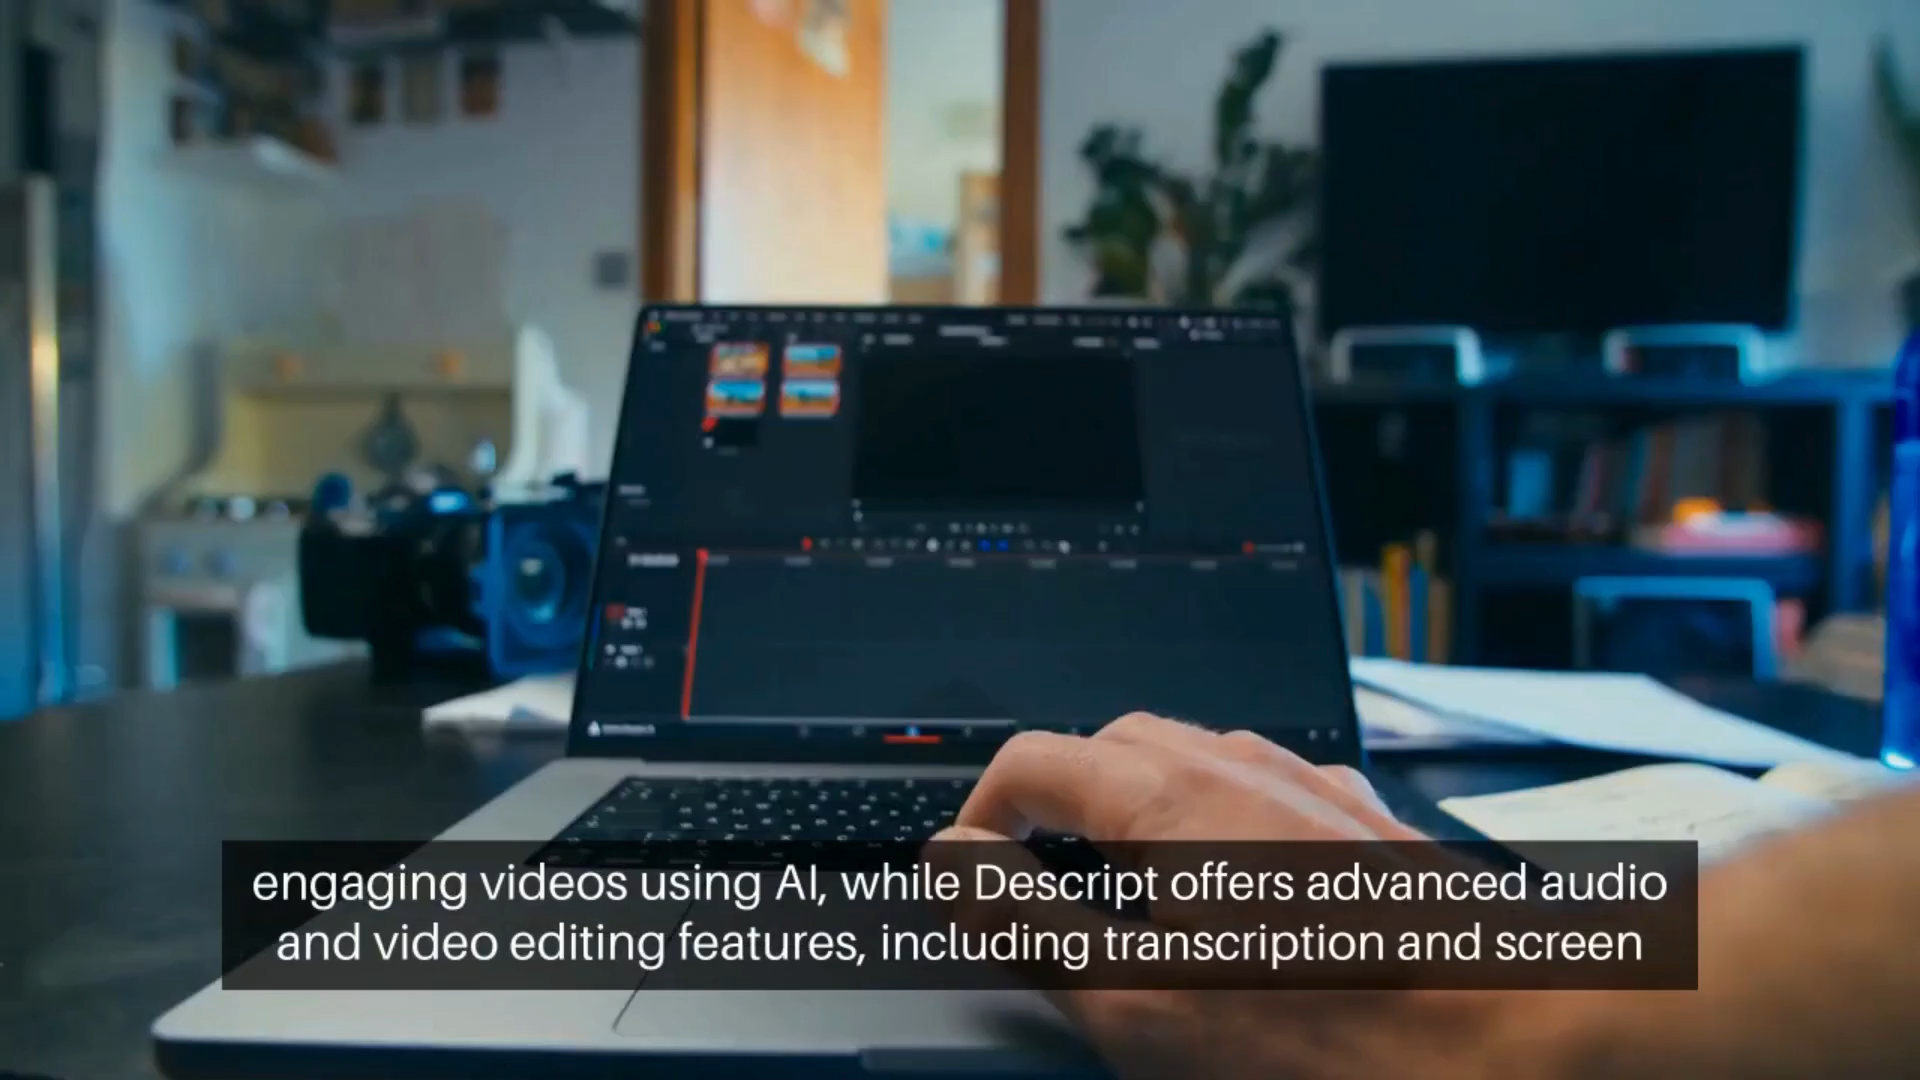 engaging videos using AI, while Descript offers advanced audio
and video editing features, including transcription and screen